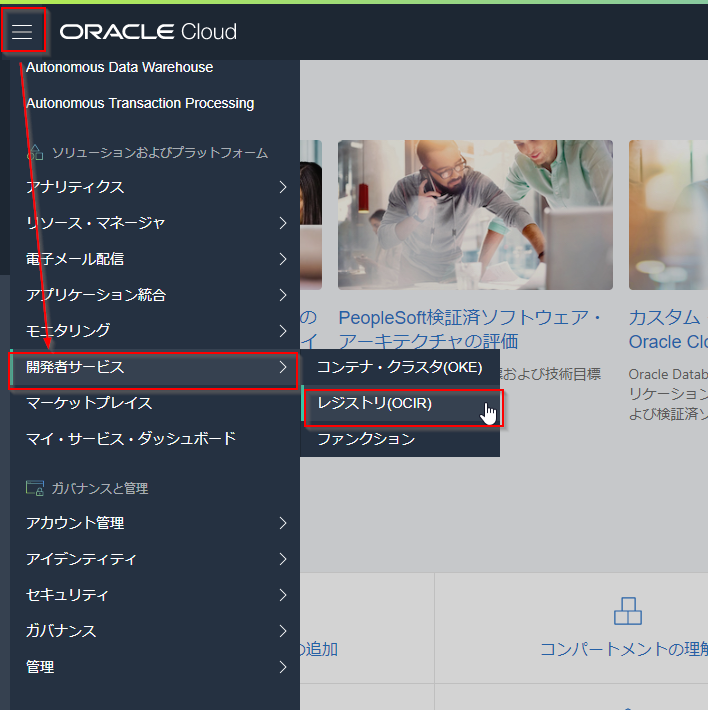 ORACLE Cloud
Autonomous Data Warehouse
Autonomous Transaction Processing
ソリューションおよびプラットフォーム
アナリティクス
リソース・マネージャ
電子メール配信
アプリケーション統合
モニタリング
開発者サービス
マーケットプレイス
マイ・サービス・ダッシュボード
ガバナンスと管理
アカウント管理
アイデンティティ
セキュリティ
ガバナンス
管理
コンテナ・クラスタ(OKE)
レジストリ(OCIR)
ファンクション
の
イ
PeopleSoft検証済ソフトウェア・
アーキテクチャの評価
および技術目標
カスタム
Oracle Clo
Oracle Datab
リケーション
よび検証済ソ
の追加
コンパートメントの理解